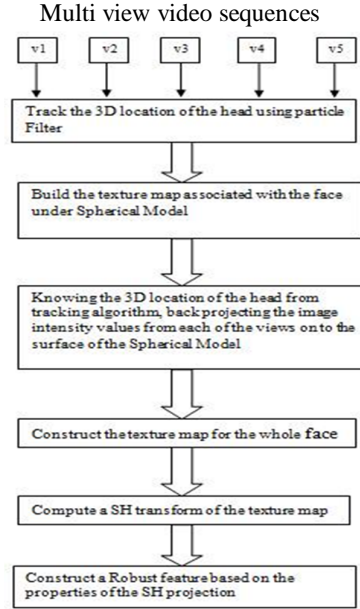 Multi view video sequences
v1 v2 v3 v4 v5
Track the 3D location of the head using particle
Filter
Build the texture map associated with the face
under Spherical Model
Knowing the 3D location of the head from
tracking algorithm, back projecting the image
intensity values from each of the views on to the
surface of the Spherical Model
Construct the texture map for the whole face
Compute a SH transform of the texture map
Construct a Robust feature based on the
properties of the SH projection